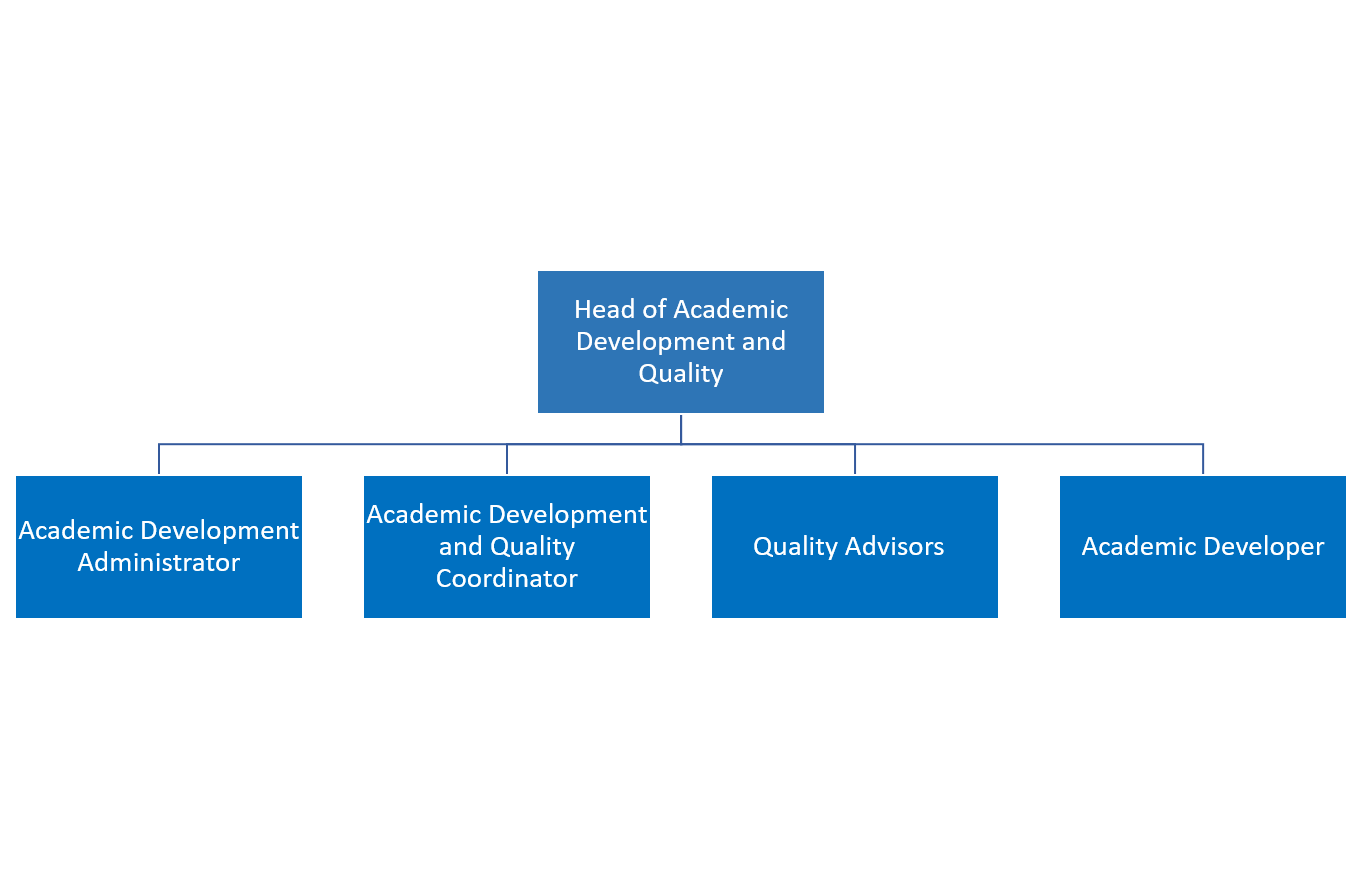 Head of Academic
Development and
Quality
Academic Development
Administrator
Academic Development
and Quality
Coordinator
Quality Advisors
Academic Developer